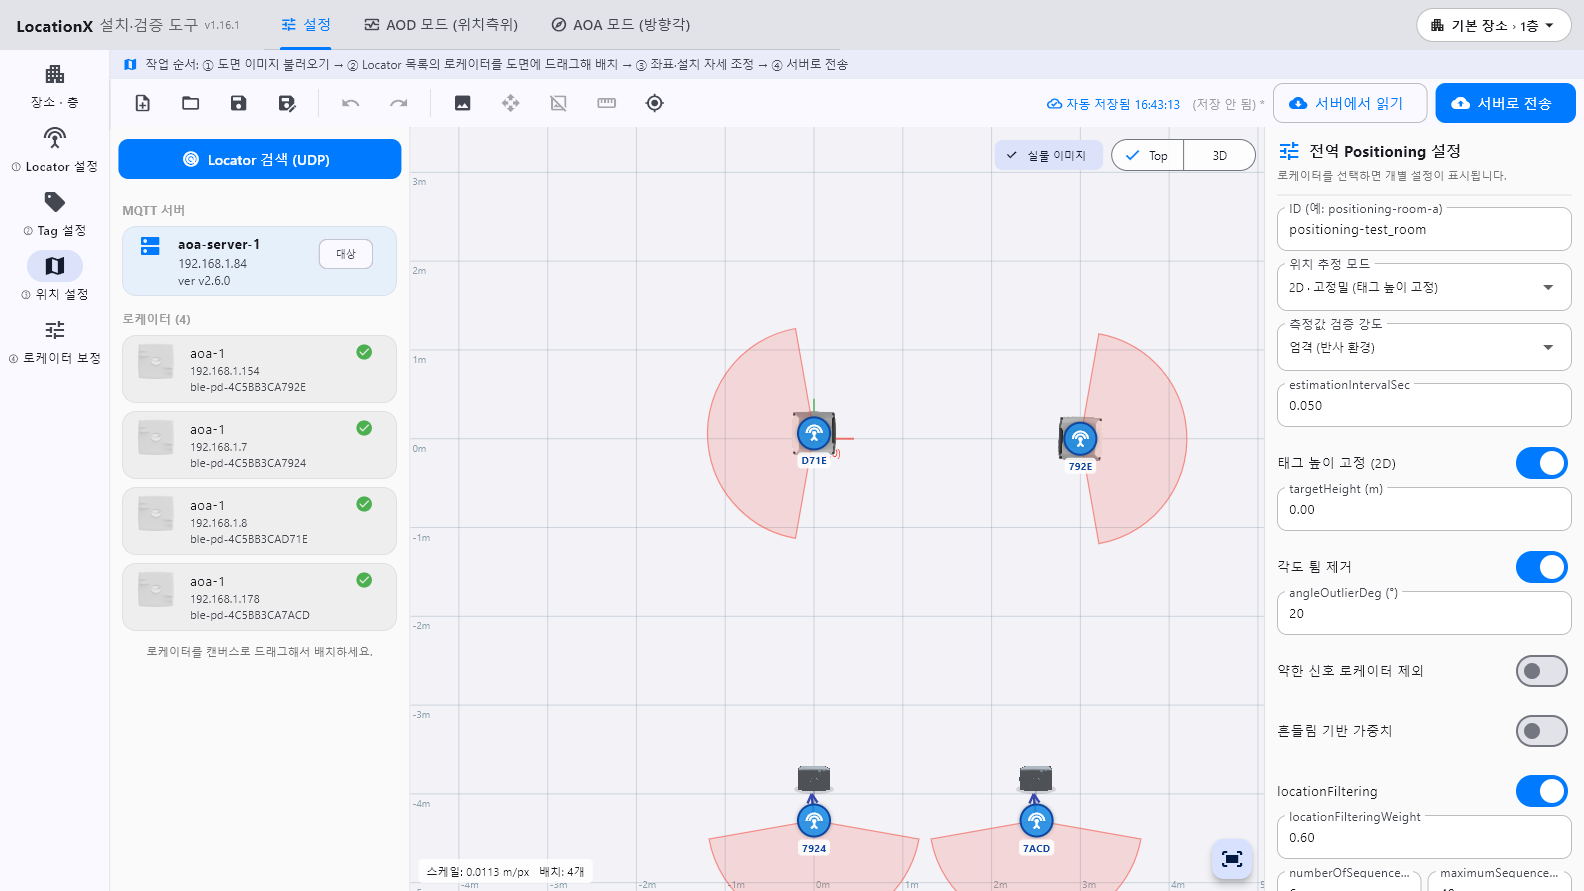 LocationX 설치·검증 도구 v1.16.1
설정
AOD 모드 (위치측위)
AOA 모드 (방향각)
기본 장소 › 1층
장소 · 층
① Locator 설정
② Tag 설정
③ 위치 설정
④ 로케이터 보정
작업 순서: ① 도면 이미지 불러오기 → ② Locator 목록의 로케이터를 도면에 드래그해 배치 → ③ 좌표·설치 자세 조정 → ④ 서버로 전송
자동 저장됨 16:43:13
(저장 안 됨) *
서버에서 읽기
서버로 전송
Locator 검색 (UDP)
MQTT 서버
aoa-server-1
192.168.1.84
ver v2.6.0
대상
로케이터 (4)
aoa-1
192.168.1.154
ble-pd-4C5BB3CA792E
aoa-1
192.168.1.7
ble-pd-4C5BB3CA7924
aoa-1
192.168.1.8
ble-pd-4C5BB3CAD71E
aoa-1
192.168.1.178
ble-pd-4C5BB3CA7ACD
로케이터를 캔버스로 드래그해서 배치하세요.
실물 이미지
Top
3D
3m
2m
1m
0m
-1m
-2m
-3m
-4m
D71E
792E
7924
7ACD
스케일: 0.0113 m/px 배치: 4개
-4m
-3m
-2m
-1m
0m
1m
2m
3m
4m
전역 Positioning 설정
로케이터를 선택하면 개별 설정이 표시됩니다.
ID (예: positioning-room-a)
positioning-test_room
위치 추정 모드
2D · 고정밀 (태그 높이 고정)
측정값 검증 강도
엄격 (반사 환경)
estimationIntervalSec
0.050
태그 높이 고정 (2D)
targetHeight (m)
0.00
각도 튐 제거
angleOutlierDeg (°)
20
약한 신호 로케이터 제외
흔들림 기반 가중치
locationFiltering
locationFilteringWeight
0.60
numberOfSequence...
maximumSequence...